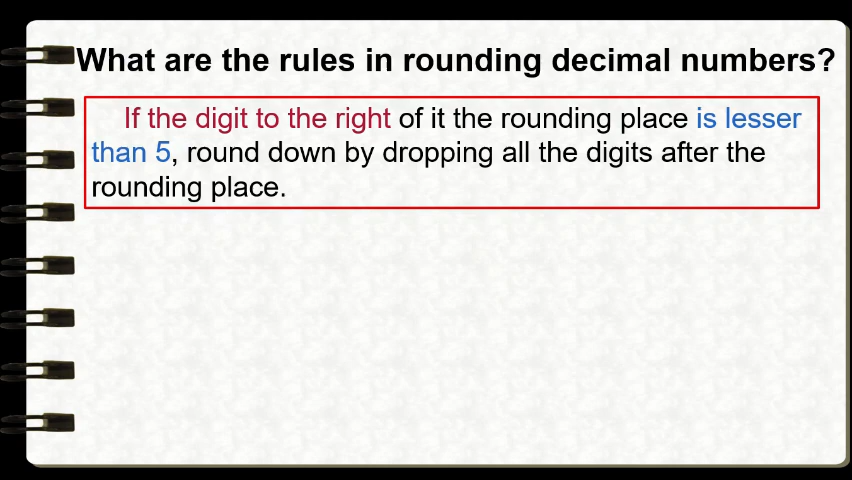 What are the rules in rounding decimal numbers?
If the digit to the right of it the rounding place is lesser
than 5, round down by dropping all the digits after the
rounding place.